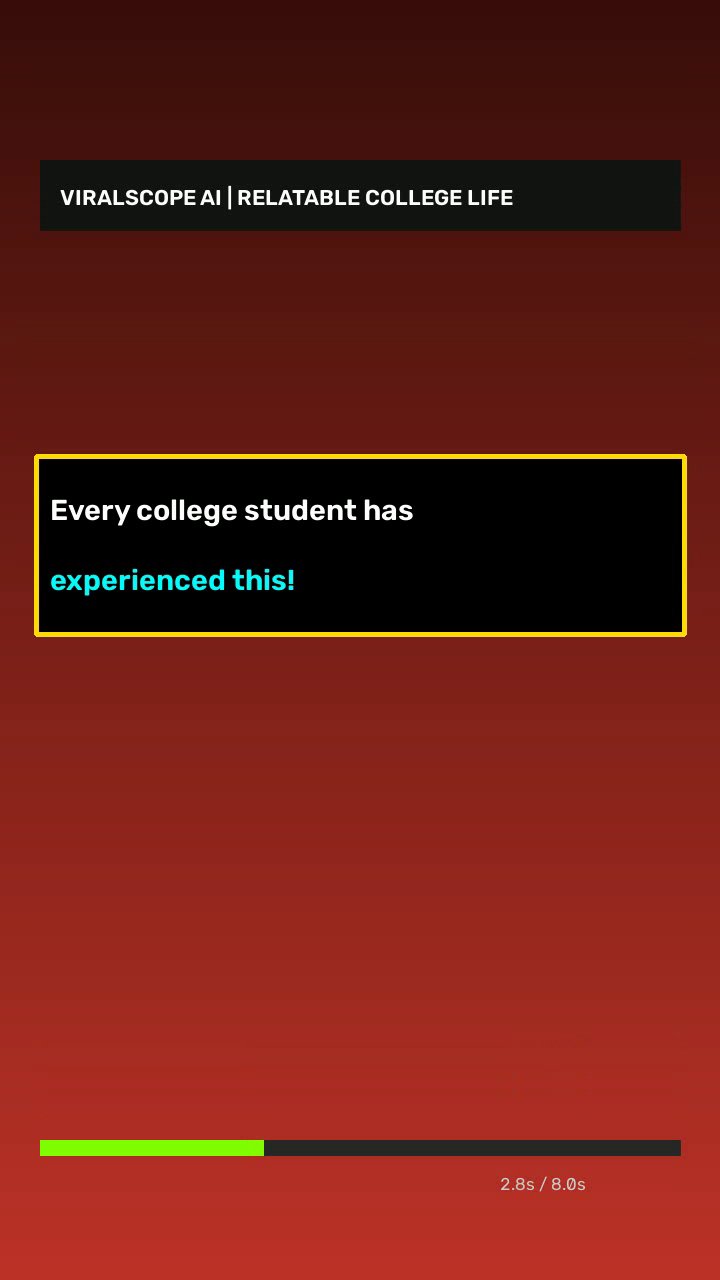 VIRALSCOPE AI | RELATABLE COLLEGE LIFE
Every college student has
experienced this!
2.8s / 8.0s